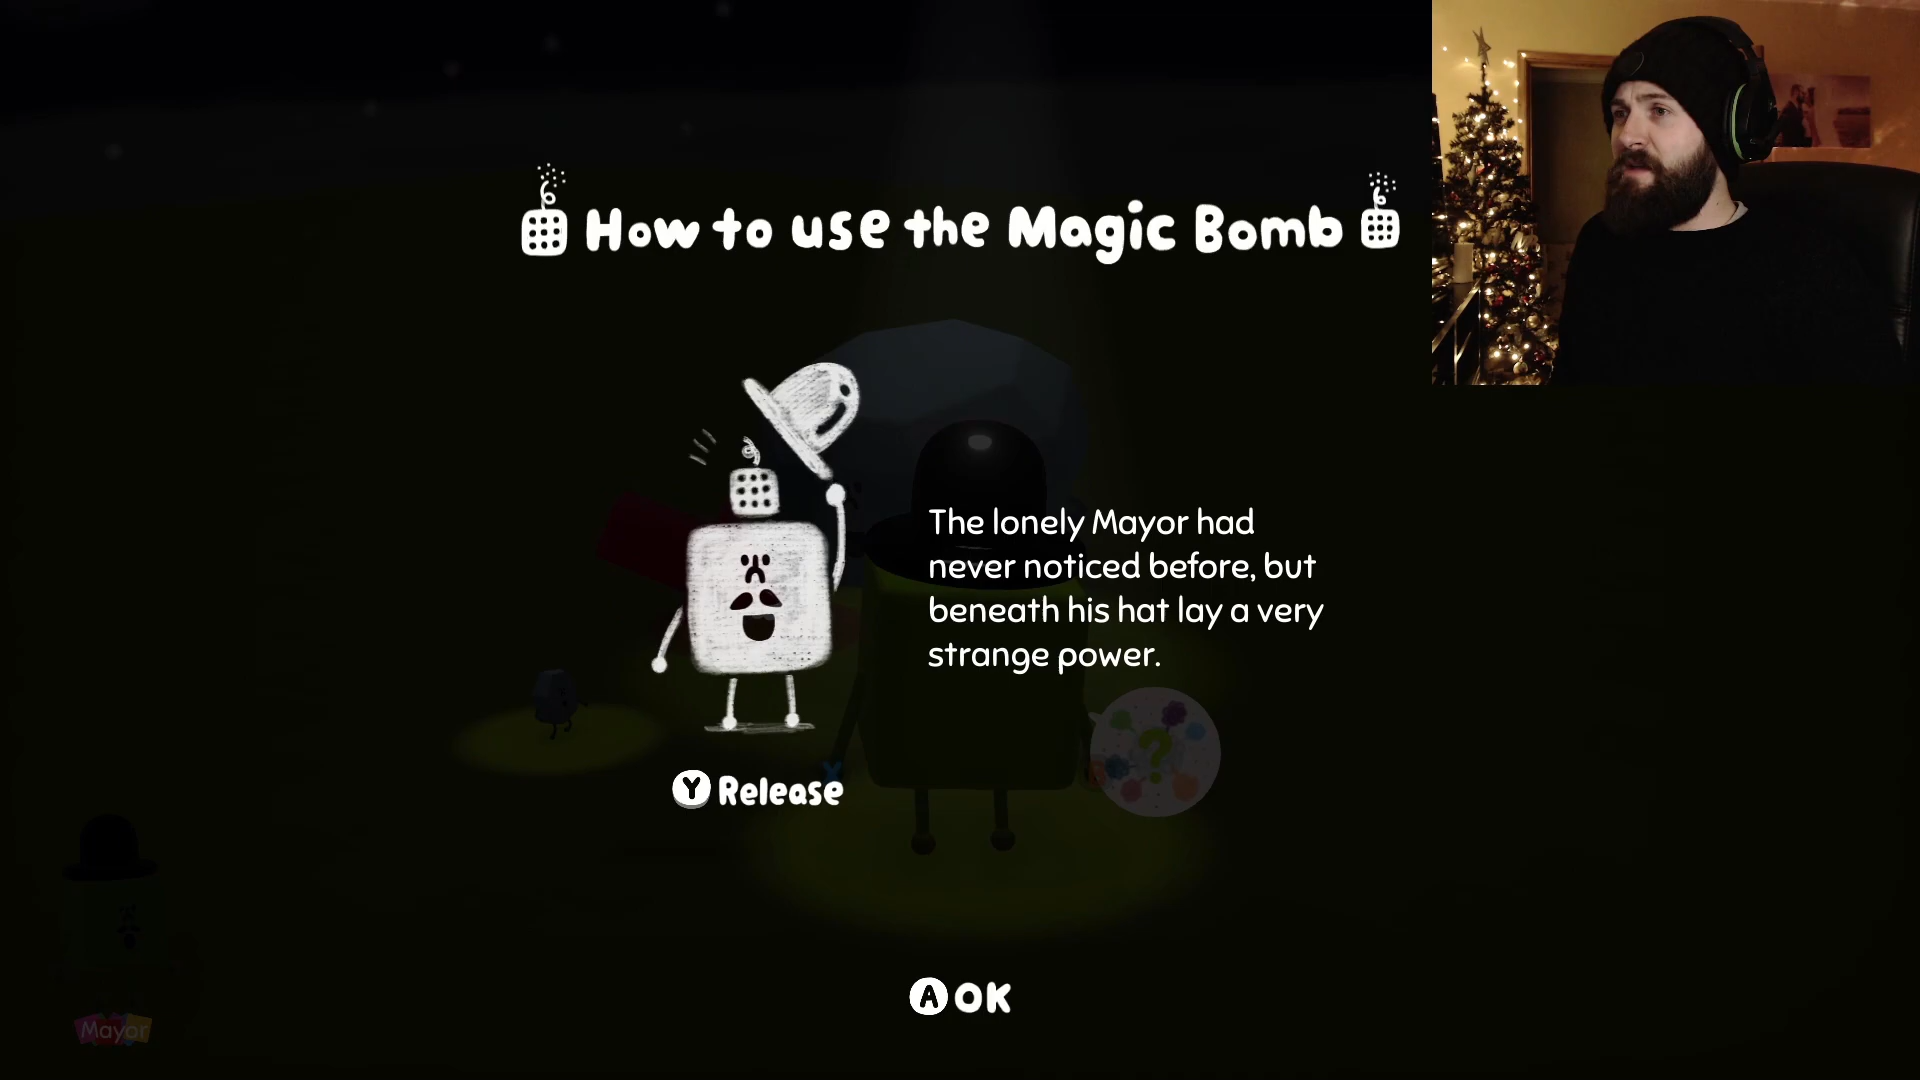 How to use the Magic Bomb
The lonely Mayor had
never noticed before, but
beneath his hat lay a very
strange power.
Y Release
?
A OK
Mayor